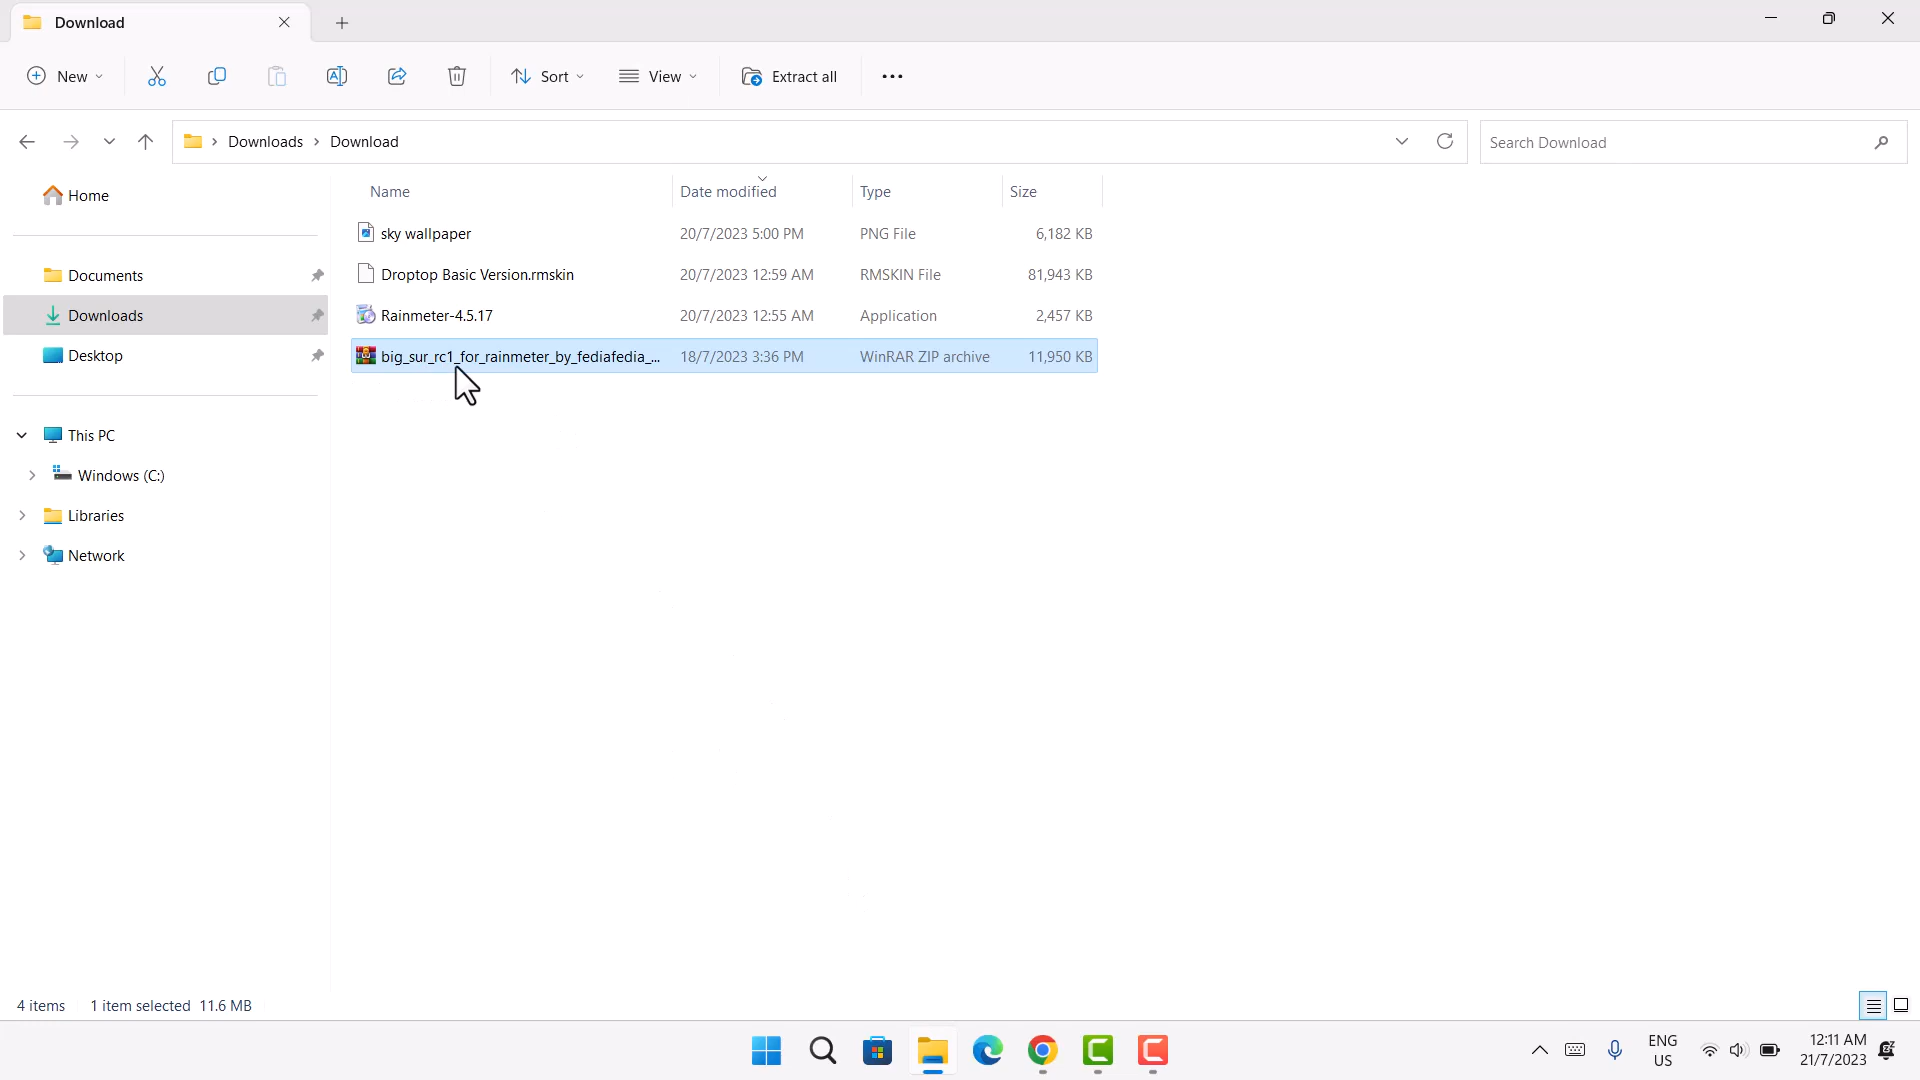 Download
New
Sort
View
Extract all
Downloads
Download
Search Download
Home
Documents
Downloads
Desktop
This PC
Windows (C:)
Libraries
Network
Name Date modified Type Size
sky wallpaper 20/7/2023 5:00 PM PNG File 6,182 KB
Droptop Basic Version.rmskin 20/7/2023 12:59 AM RMSKIN File 81,943 KB
Rainmeter-4.5.17 20/7/2023 12:55 AM Application 2,457 KB
big_sur_rc1_for_rainmeter_by_fediafedia_... 18/7/2023 3:36 PM WinRAR ZIP archive 11,950 KB
4 items 1 item selected 11.6 MB
ENG
US
12:11 AM
21/7/2023